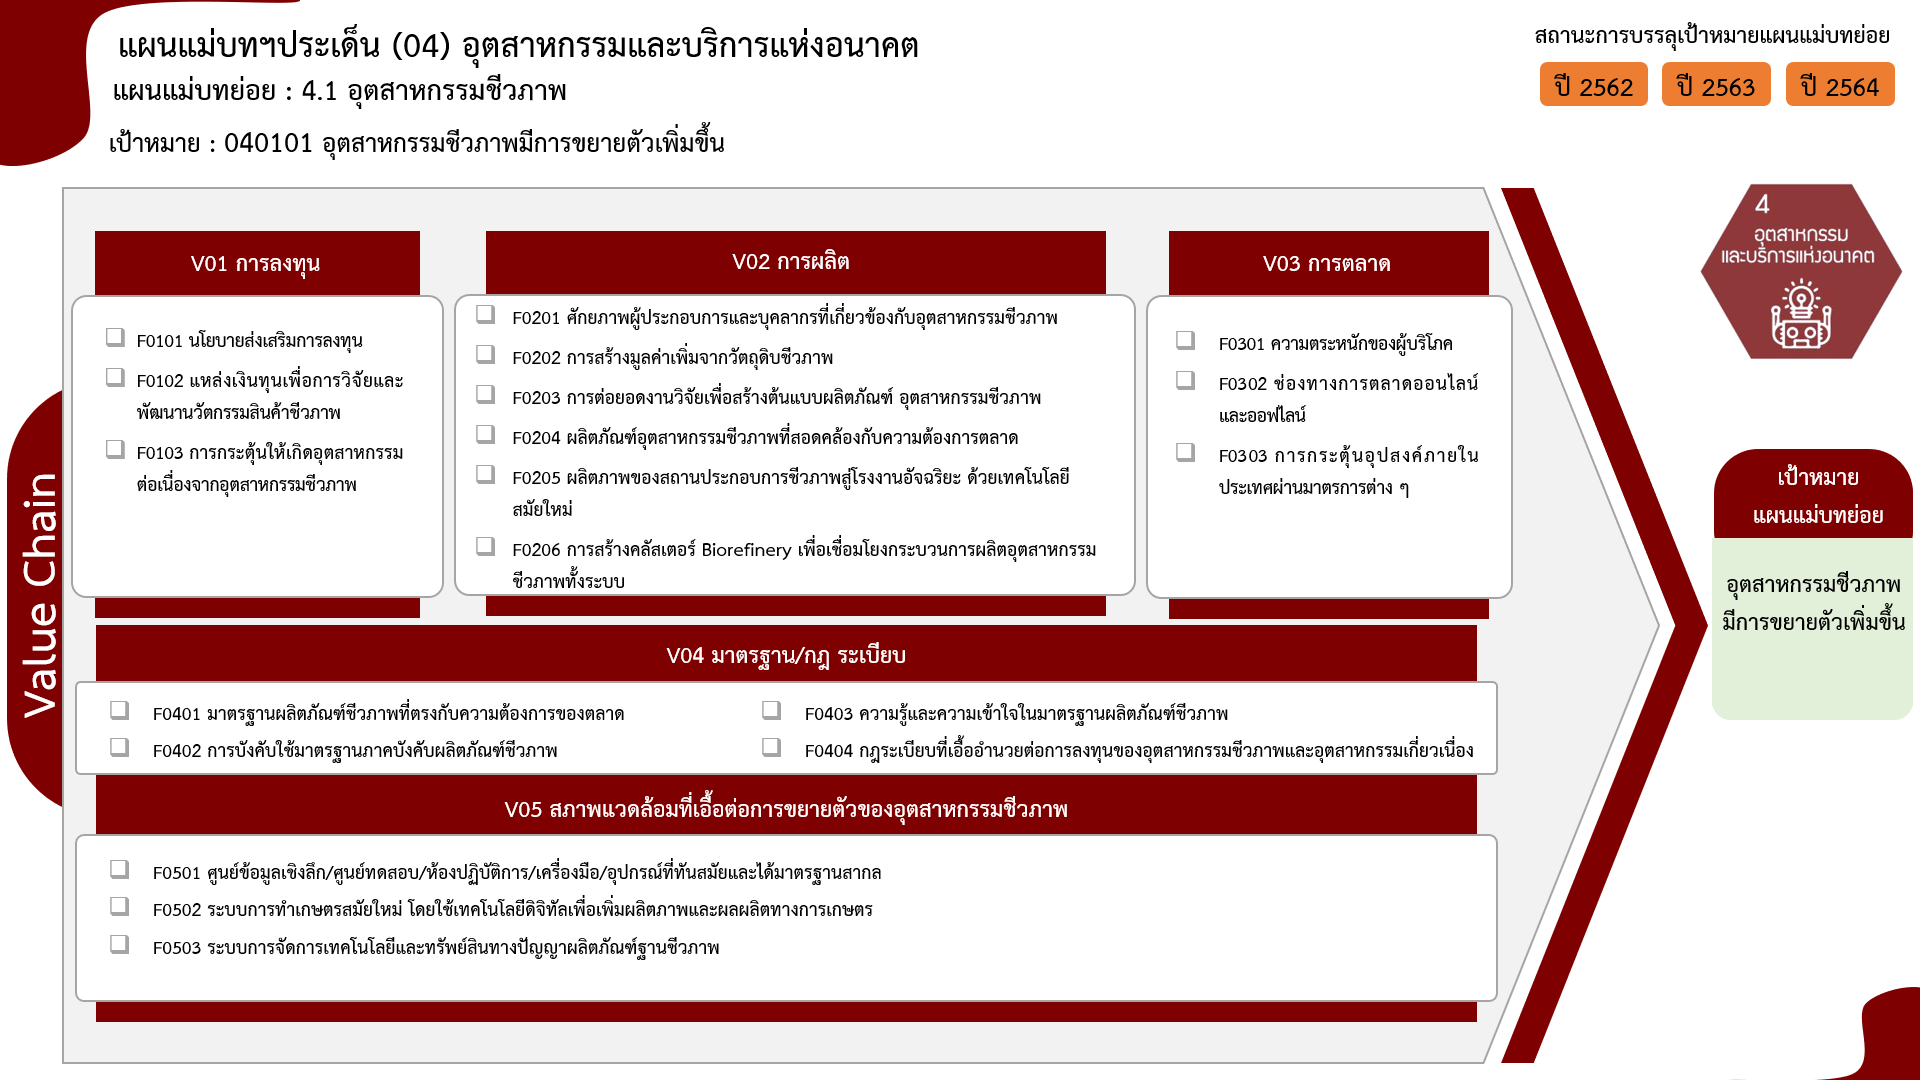 แผนแม่บทฯประเด็น (04) อุตสาหกรรมและบริการแห่งอนาคต
แผนแม่บทย่อย : 4.1 อุตสาหกรรมชีวภาพ
เป้าหมาย : 040101 อุตสาหกรรมชีวภาพมีการขยายตัวเพิ่มขึ้น
สถานะการบรรลุเป้าหมายแผนแม่บทย่อย
ปี 2562 ปี 2563 ปี 2564
Value Chain
V01 การลงทุน
F0101 นโยบายส่งเสริมการลงทุน
F0102 แหล่งเงินทุนเพื่อการวิจัยและ
พัฒนานวัตกรรมสินค้าชีวภาพ
F0103 การกระตุ้นให้เกิดอุตสาหกรรม
ต่อเนื่องจากอุตสาหกรรมชีวภาพ
V02 การผลิต
F0201 ศักยภาพผู้ประกอบการและบุคลากรที่เกี่ยวข้องกับอุตสาหกรรมชีวภาพ
F0202 การสร้างมูลค่าเพิ่มจากวัตถุดิบชีวภาพ
F0203 การต่อยอดงานวิจัยเพื่อสร้างต้นแบบผลิตภัณฑ์ อุตสาหกรรมชีวภาพ
F0204 ผลิตภัณฑ์อุตสาหกรรมชีวภาพที่สอดคล้องกับความต้องการตลาด
F0205 ผลิตภาพของสถานประกอบการชีวภาพสู่โรงงานอัจฉริยะ ด้วยเทคโนโลยี
สมัยใหม่
F0206 การสร้างคลัสเตอร์ Biorefinery เพื่อเชื่อมโยงกระบวนการผลิตอุตสาหกรรม
ชีวภาพทั้งระบบ
V03 การตลาด
F0301 ความตระหนักของผู้บริโภค
F0302 ช่องทางการตลาดออนไลน์
และออฟไลน์
F0303 การกระตุ้นอุปสงค์ภายใน
ประเทศผ่านมาตรการต่าง ๆ
V04 มาตรฐาน/กฎ ระเบียบ
F0401 มาตรฐานผลิตภัณฑ์ชีวภาพที่ตรงกับความต้องการของตลาด
F0402 การบังคับใช้มาตรฐานภาคบังคับผลิตภัณฑ์ชีวภาพ
F0403 ความรู้และความเข้าใจในมาตรฐานผลิตภัณฑ์ชีวภาพ
F0404 กฎระเบียบที่เอื้ออำนวยต่อการลงทุนของอุตสาหกรรมชีวภาพและอุตสาหกรรมเกี่ยวเนื่อง
V05 สภาพแวดล้อมที่เอื้อต่อการขยายตัวของอุตสาหกรรมชีวภาพ
F0501 ศูนย์ข้อมูลเชิงลึก/ศูนย์ทดสอบ/ห้องปฏิบัติการ/เครื่องมือ/อุปกรณ์ที่ทันสมัยและได้มาตรฐานสากล
F0502 ระบบการทำเกษตรสมัยใหม่ โดยใช้เทคโนโลยีดิจิทัลเพื่อเพิ่มผลิตภาพและผลผลิตทางการเกษตร
F0503 ระบบการจัดการเทคโนโลยีและทรัพย์สินทางปัญญาผลิตภัณฑ์ฐานชีวภาพ
4
อุตสาหกรรม
และบริการแห่งอนาคต
เป้าหมาย
แผนแม่บทย่อย
อุตสาหกรรมชีวภาพ
มีการขยายตัวเพิ่มขึ้น